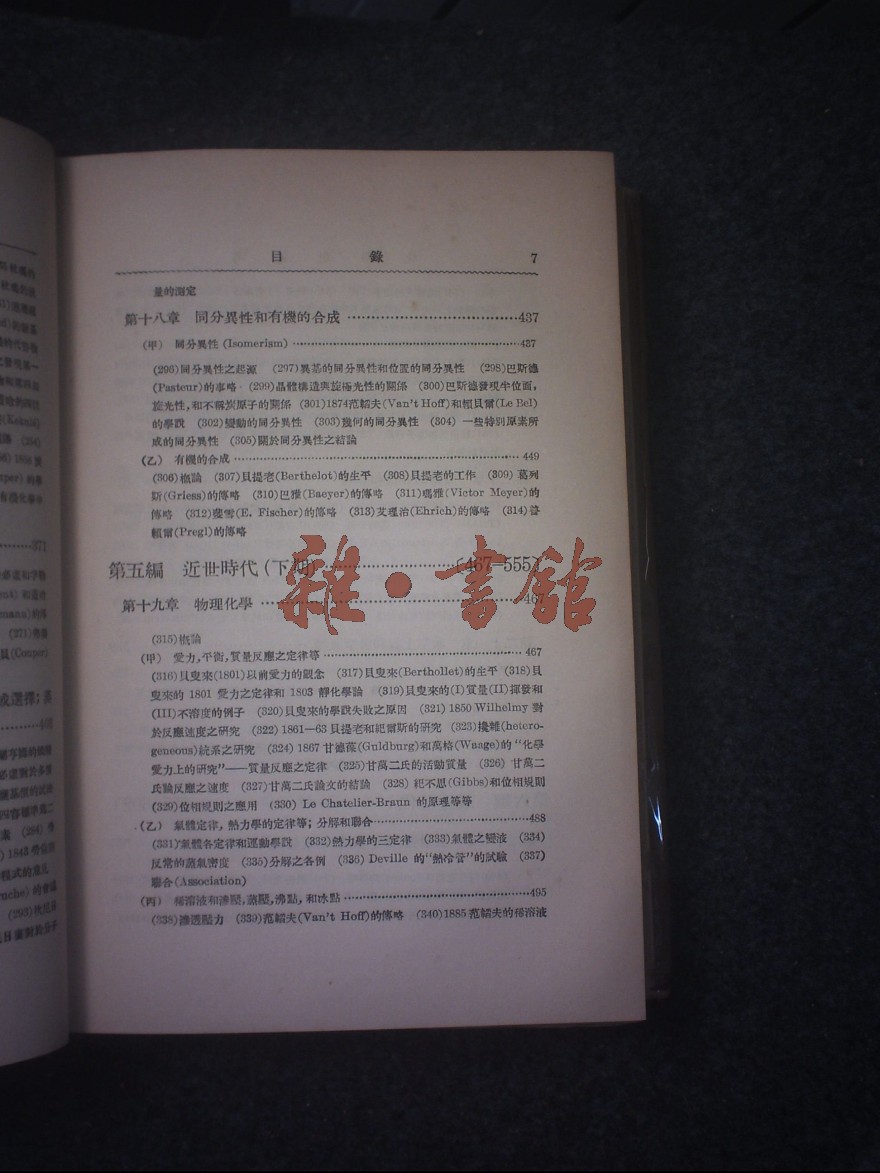 目 錄 7
量的測定
第十八章 同分異性和有機的合成 ……………………………437
(甲) 同分異性 (Isomerism) ……………………………437
(296)同分異性之起源 (297)異基的同分異性和位置的同分異性 (298)巴斯德
(Pasteur)的事略 (299)晶體構造與旋極光性的關係 (300)巴斯德發現半位面,
旋光性,和不稱炭原子的關係 (301)1874范韜夫(Van't Hoff)和賴貝爾(Le Bel)
的學說 (302)變動的同分異性 (303)幾何的同分異性 (304) 一些特別原素所
成的同分異性 (305)關於同分異性之結論
(乙) 有機的合成 ……………………………449
(306)概論 (307)貝提老(Berthelot)的生平 (308)貝提老的工作 (309) 葛列
斯(Griess)的傳略 (310)巴雅(Baeyer)的傳略 (311)瑪雅(Victor Meyer)的
傳略 (312)斐雪(E. Fischer)的傳略 (313)艾理治(Ehrich)的傳略 (314)普
賴爾(Pregl)的傳略
第五編 近世時代(下期) ……………………………〔467—555〕
第十九章 物理化學 ……………………………467
(315)概論
(甲) 愛力,平衡,質量反應之定律等 ……………………………467
(316)貝叟來(1801)以前愛力的觀念 (317)貝叟來(Berthollet)的生平 (318)貝
叟來的 1801 愛力之定律和 1803 靜化學論 (319)貝叟來的(I)質量(II)揮發和
(III)不溶度的例子 (320)貝叟來的學說失敗之原因 (321) 1850 Wilhelmy 對
於反應速度之研究 (322) 1861—63 貝提老和紀爾斯的研究 (323)攙雜(hetero-
geneous)統系之研究 (324) 1867 甘德葆(Guldburg)和萬格(Waage)的“化學
愛力上的研究”——質量反應之定律 (325)甘萬二氏的活動質量 (326) 甘萬二
氏論反應之速度 (327)甘萬二氏論文的結論 (328) 紀不思(Gibbs)和位相規則
(329)位相規則之應用 (330) Le Chatelier-Braun 的原理等等
(乙) 氣體定律,熱力學的定律等; 分解和聯合……………………………488
(331)氣體各定律和運動學說 (332)熱力學的三定律 (333)氣體之變液 (334)
反常的蒸氣密度 (335)分解之各例 (336) Deville 的“熱冷管”的試驗 (337)
聯合(Association)
(丙) 稀溶液和滲壓,蒸壓,沸點, 和冰點 ……………………………495
(338)滲透壓力 (339)范韜夫(Van't Hoff)的傳略 (340)1885范韜夫的稀溶液
雜·書館